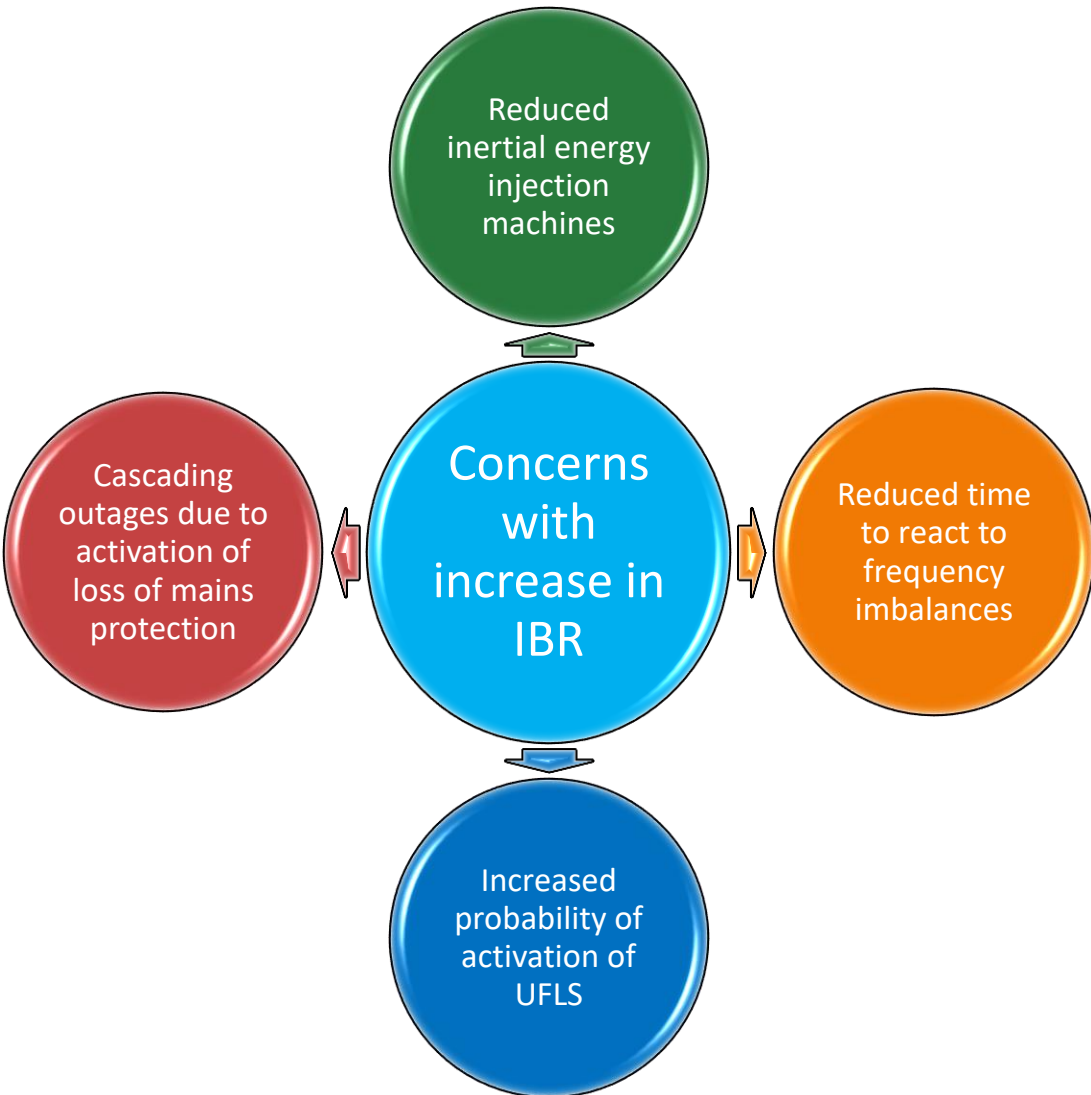 Reduced
inertial energy
injection
machines
Concerns
with
increase in
IBR
Cascading
outages due to
activation of
loss of mains
protection
Reduced time
to react to
frequency
imbalances
Increased
probability of
activation of
UFLS